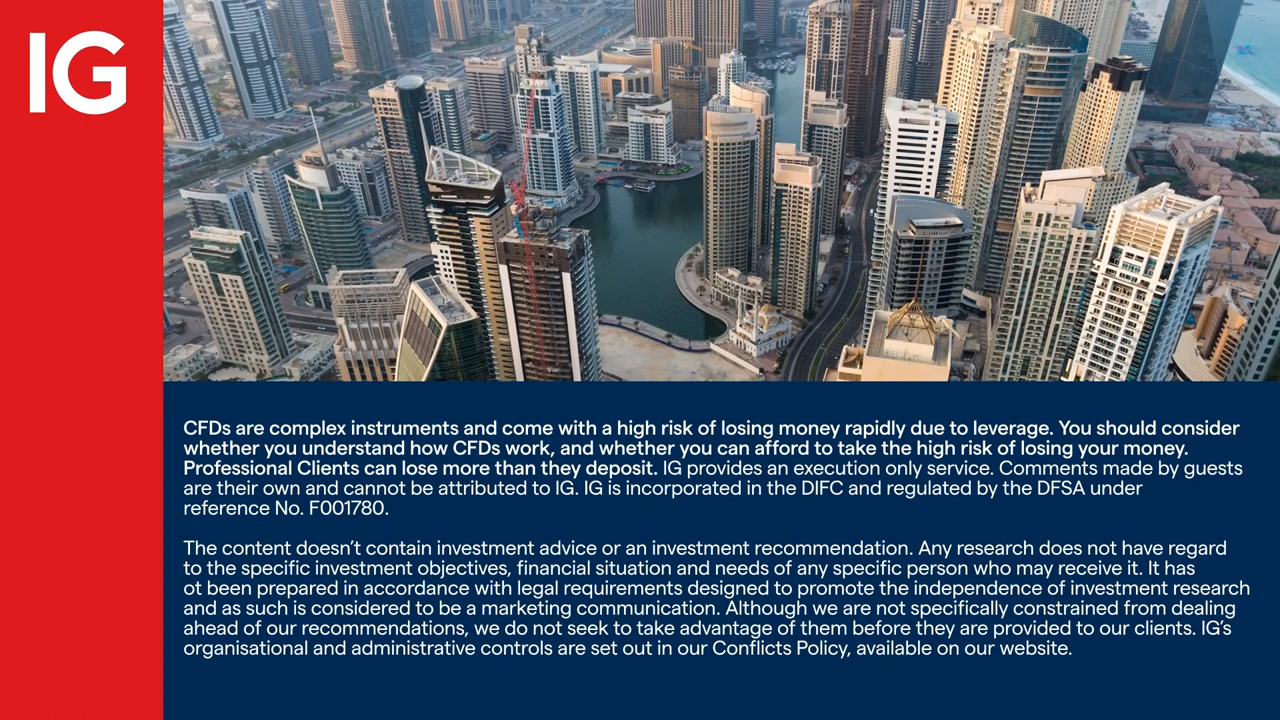 IG
CFDs are complex instruments and come with a high risk of losing money rapidly due to leverage. You should consider
whether you understand how CFDs work, and whether you can afford to take the high risk of losing your money.
Professional Clients can lose more than they deposit. IG provides an execution only service. Comments made by guests
are their own and cannot be attributed to IG. IG is incorporated in the DIFC and regulated by the DFSA under
reference No. F001780.
The content doesn’t contain investment advice or an investment recommendation. Any research does not have regard
to the specific investment objectives, financial situation and needs of any specific person who may receive it. It has
ot been prepared in accordance with legal requirements designed to promote the independence of investment research
and as such is considered to be a marketing communication. Although we are not specifically constrained from dealing
ahead of our recommendations, we do not seek to take advantage of them before they are provided to our clients. IG’s
organisational and administrative controls are set out in our Conflicts Policy, available on our website.